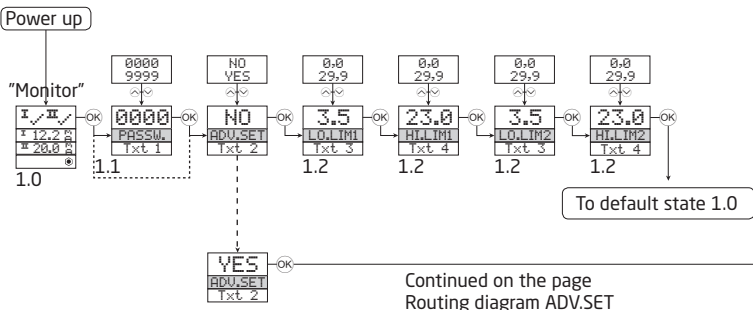 Power up
"Monitor"
I / II /
I 12.2
II 20.0
1.0
OK
0000
9999
0000
PASSW.
Txt 1
1.1
OK
NO
YES
NO
ADV.SET
Txt 2
OK
0,0
29,9
3.5
LO.LIM1
Txt 3
1.2
OK
0,0
29,9
23.0
HI.LIM1
Txt 4
1.2
OK
0,0
29,9
3.5
LO.LIM2
Txt 3
1.2
OK
0,0
29,9
23.0
HI.LIM2
Txt 4
1.2
OK
To default state 1.0
YES
ADV.SET
Txt 2
OK
Continued on the page
Routing diagram ADV.SET